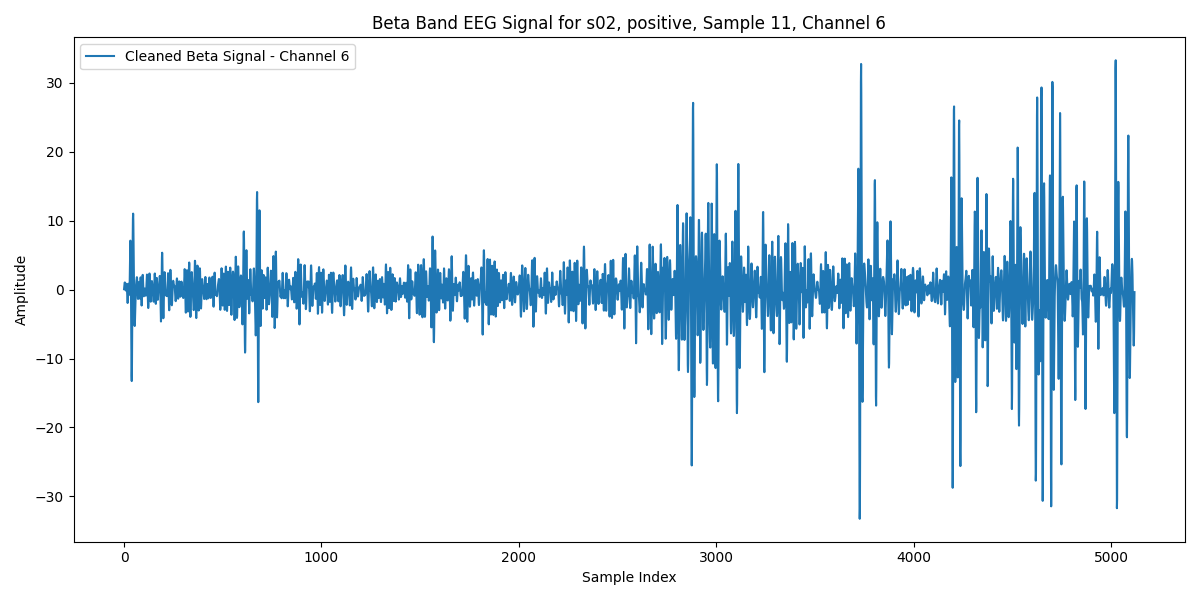 Beta Band EEG Signal for s02, positive, Sample 11, Channel 6
Cleaned Beta Signal - Channel 6
Amplitude
30
20
10
0
−10
−20
−30
0 1000 2000 3000 4000 5000
Sample Index